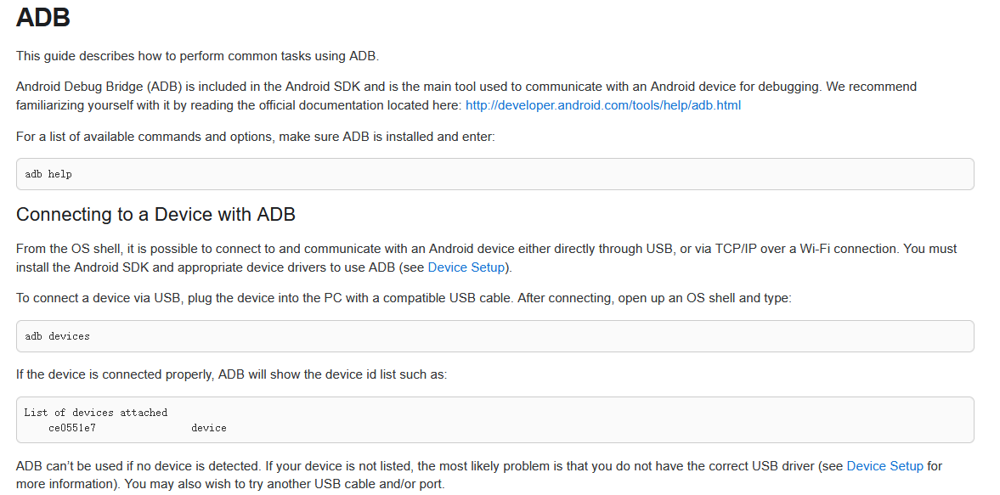 ADB
This guide describes how to perform common tasks using ADB.
Android Debug Bridge (ADB) is included in the Android SDK and is the main tool used to communicate with an Android device for debugging. We recommend
familiarizing yourself with it by reading the official documentation located here: http://developer.android.com/tools/help/adb.html
For a list of available commands and options, make sure ADB is installed and enter:
adb help
Connecting to a Device with ADB
From the OS shell, it is possible to connect to and communicate with an Android device either directly through USB, or via TCP/IP over a Wi-Fi connection. You must
install the Android SDK and appropriate device drivers to use ADB (see Device Setup).
To connect a device via USB, plug the device into the PC with a compatible USB cable. After connecting, open up an OS shell and type:
adb devices
If the device is connected properly, ADB will show the device id list such as:
List of devices attached
ce0551e7 device
ADB can’t be used if no device is detected. If your device is not listed, the most likely problem is that you do not have the correct USB driver (see Device Setup for
more information). You may also wish to try another USB cable and/or port.